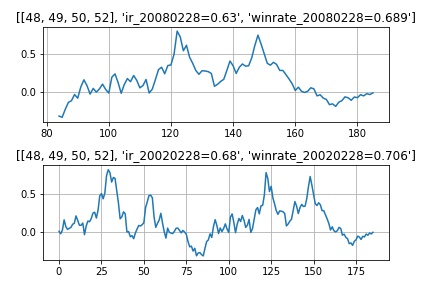 [[48, 49, 50, 52], 'ir_20080228=0.63', 'winrate_20080228=0.689']
0.5
0.0
80 100 120 140 160 180
[[48, 49, 50, 52], 'ir_20020228=0.68', 'winrate_20020228=0.706']
0.5
0.0
0 25 50 75 100 125 150 175